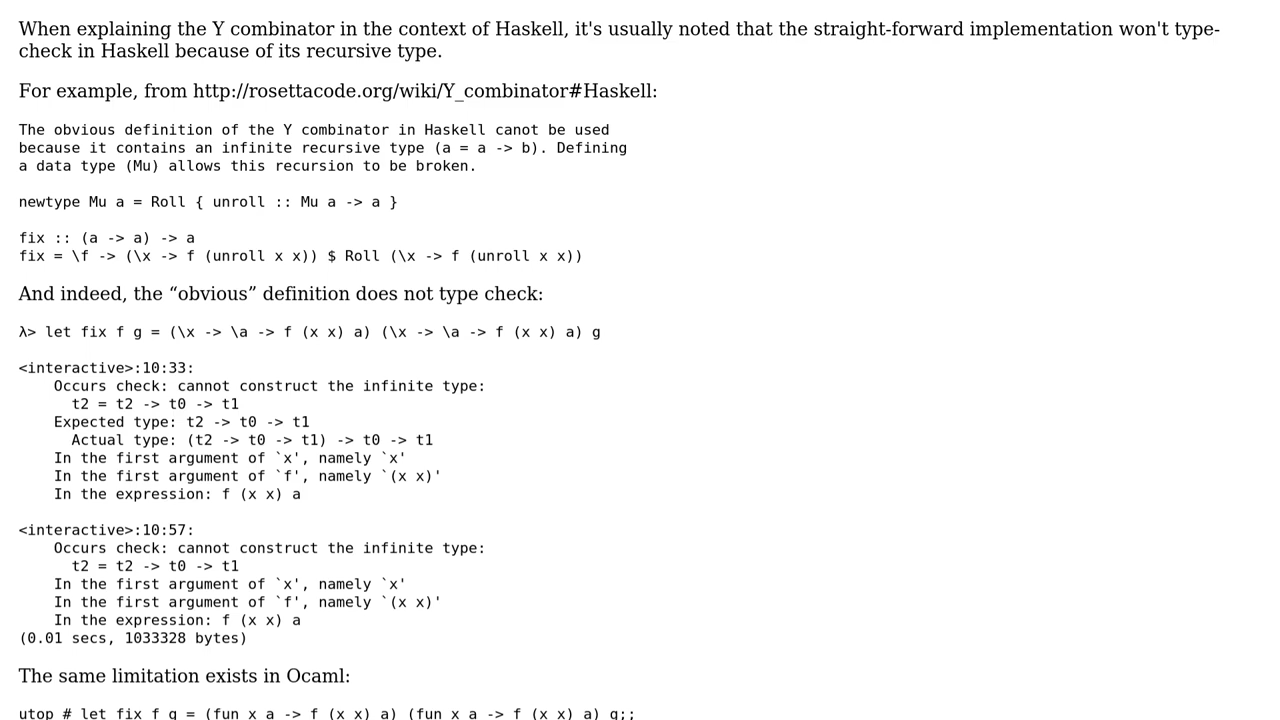 When explaining the Y combinator in the context of Haskell, it's usually noted that the straight-forward implementation won't type-
check in Haskell because of its recursive type.
For example, from http://rosettacode.org/wiki/Y_combinator#Haskell:
The obvious definition of the Y combinator in Haskell canot be used
because it contains an infinite recursive type (a = a -> b). Defining
a data type (Mu) allows this recursion to be broken.
newtype Mu a = Roll { unroll :: Mu a -> a }
fix :: (a -> a) -> a
fix = \f -> (\x -> f (unroll x x)) $ Roll (\x -> f (unroll x x))
And indeed, the “obvious” definition does not type check:
λ> let fix f g = (\x -> \a -> f (x x) a) (\x -> \a -> f (x x) a) g
<interactive>:10:33:
    Occurs check: cannot construct the infinite type:
      t2 = t2 -> t0 -> t1
    Expected type: t2 -> t0 -> t1
      Actual type: (t2 -> t0 -> t1) -> t0 -> t1
    In the first argument of `x', namely `x'
    In the first argument of `f', namely `(x x)'
    In the expression: f (x x) a
<interactive>:10:57:
    Occurs check: cannot construct the infinite type:
      t2 = t2 -> t0 -> t1
    In the first argument of `x', namely `x'
    In the first argument of `f', namely `(x x)'
    In the expression: f (x x) a
(0.01 secs, 1033328 bytes)
The same limitation exists in Ocaml:
utop # let fix f g = (fun x a -> f (x x) a) (fun x a -> f (x x) a) g;;